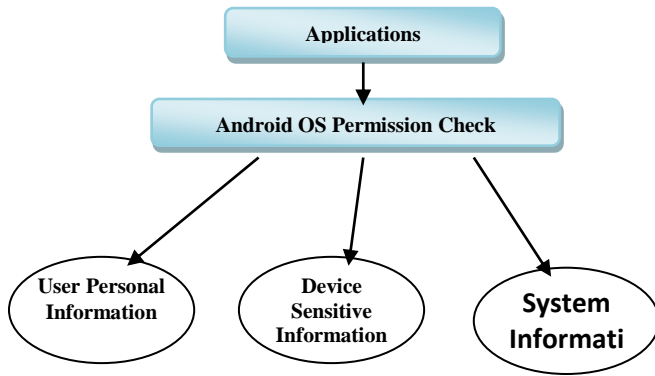 Applications
Android OS Permission Check
User Personal
Information
Device
Sensitive
Information
System
Informati